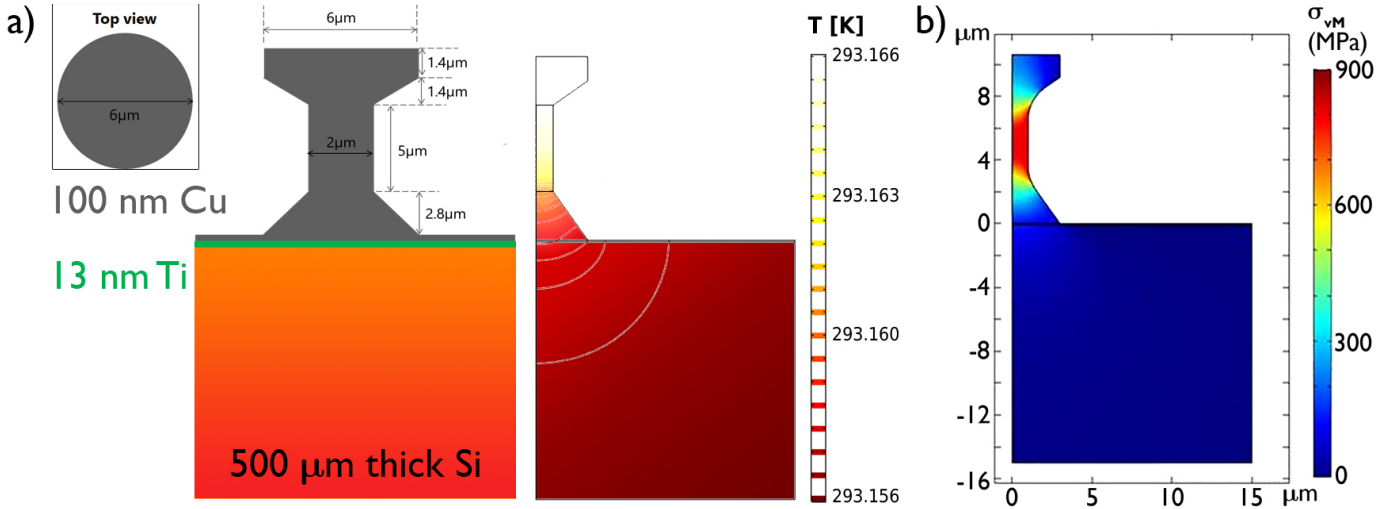 a)
Top view
6µm
6µm
1.4µm
1.4µm
2µm
5µm
2.8µm
100 nm Cu
13 nm Ti
500 µm thick Si
T [K]
293.166
293.163
293.160
293.156
b)
µm
8
4
0
-4
-8
-12
-16
0
5
10
15
µm
σvM
(MPa)
900
600
300
0